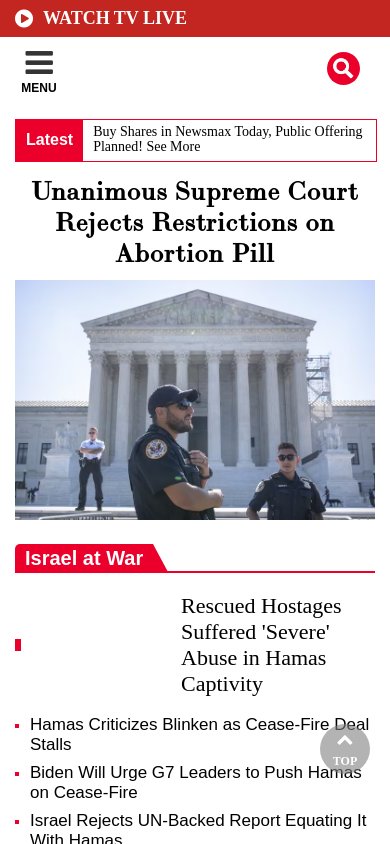 WATCH TV LIVE
MENU
Latest
Buy Shares in Newsmax Today, Public Offering
Planned! See More
Unanimous Supreme Court
Rejects Restrictions on
Abortion Pill
Israel at War
Rescued Hostages
Suffered 'Severe'
Abuse in Hamas
Captivity
Hamas Criticizes Blinken as Cease-Fire Deal
Stalls
Biden Will Urge G7 Leaders to Push Hamas
on Cease-Fire
TOP
Israel Rejects UN-Backed Report Equating It
With Hamas